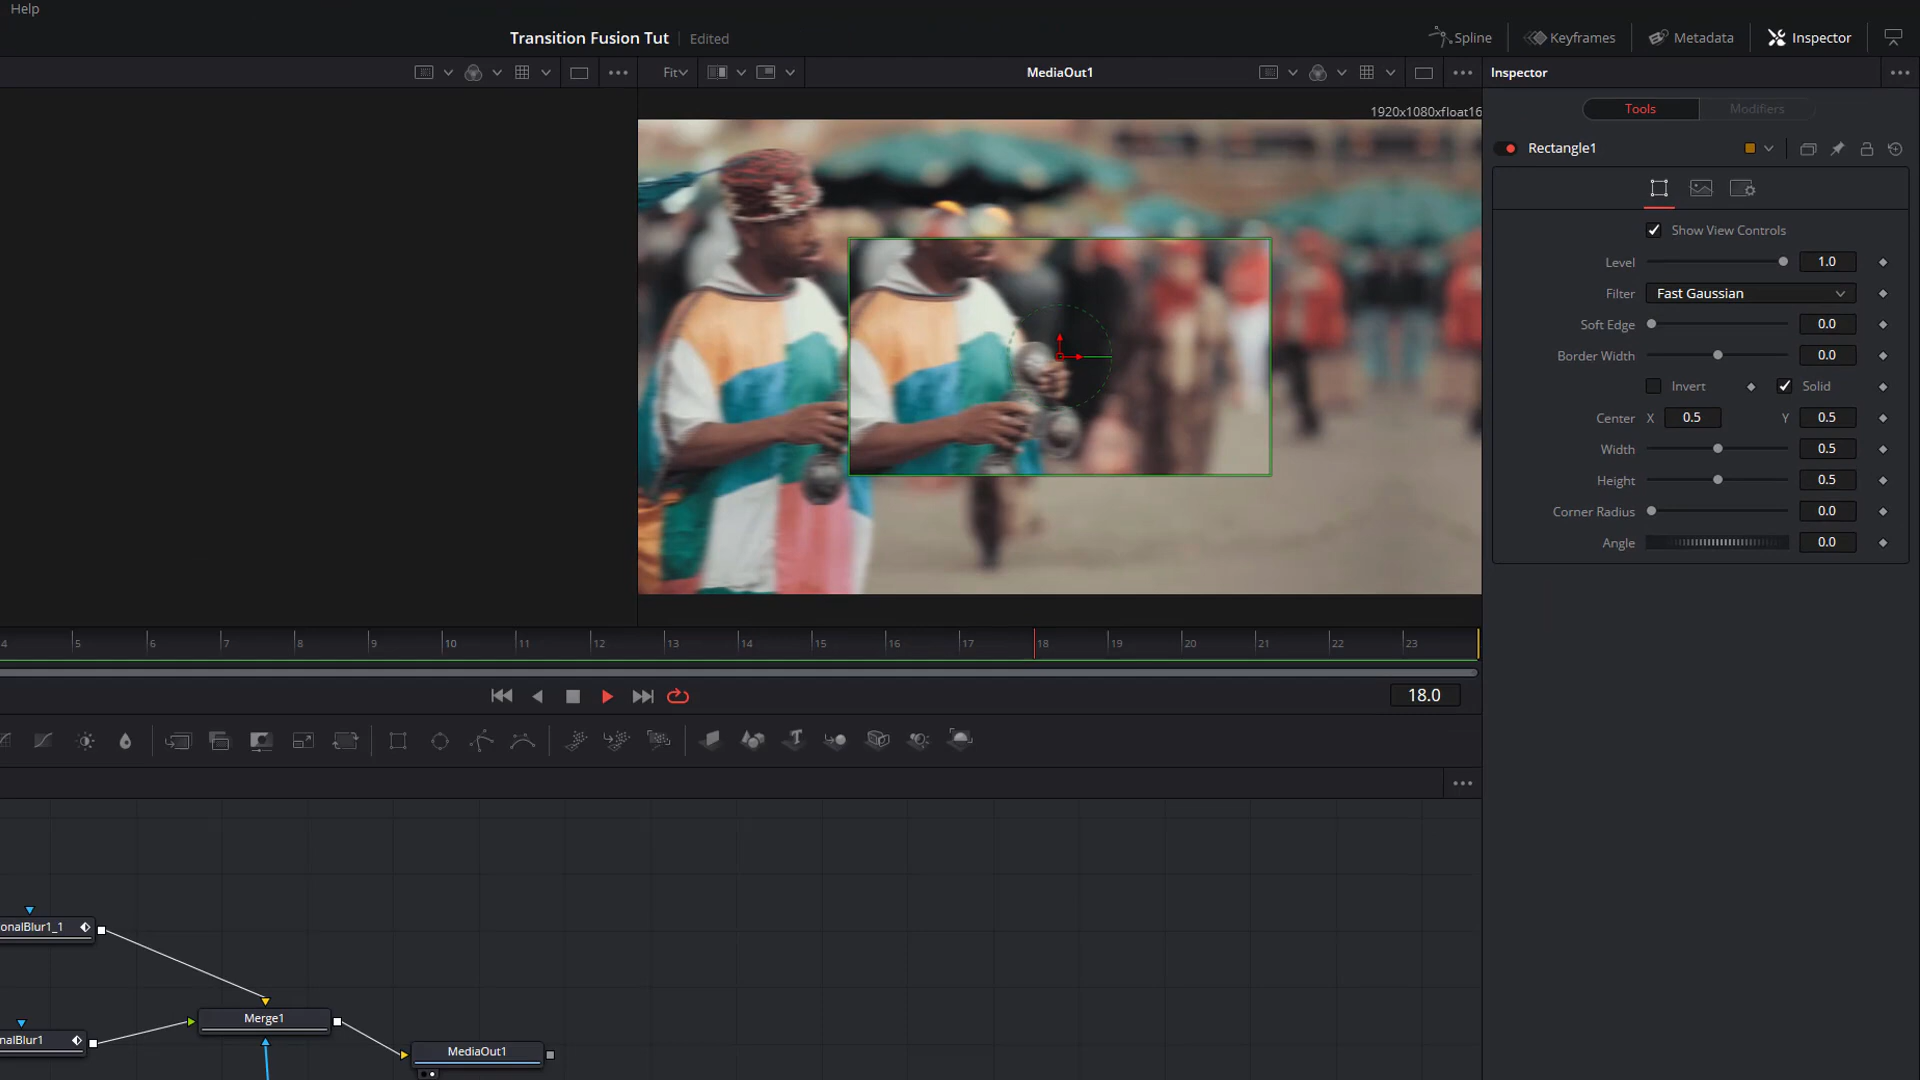 Help
Transition Fusion Tut Edited
Spline Keyframes Metadata Inspector
Fit MediaOut1 Inspector
1920x1080xfloat16
Tools Modifiers
Rectangle1
Show View Controls
Level 1.0
Filter Fast Gaussian
Soft Edge 0.0
Border Width 0.0
Invert Solid
Center X 0.5 Y 0.5
Width 0.5
Height 0.5
Corner Radius 0.0
Angle 0.0
4 5 6 7 8 9 10 11 12 13 14 15 16 17 18 19 20 21 22 23
18.0
onalBlur1_1
Merge1
nalBlur1
MediaOut1